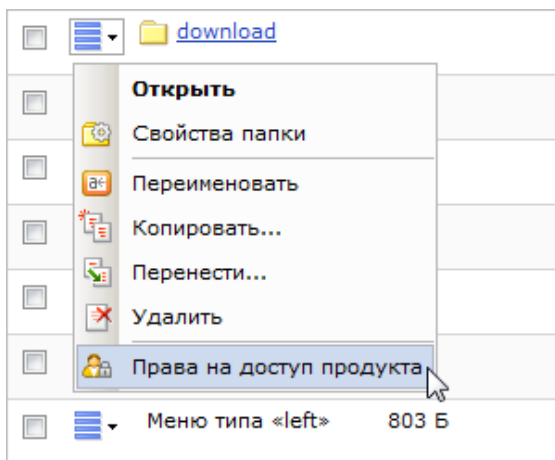 download
Открыть
Свойства папки
Переименовать
Копировать...
Перенести...
Удалить
Права на доступ продукта
Меню типа «left» 803 Б